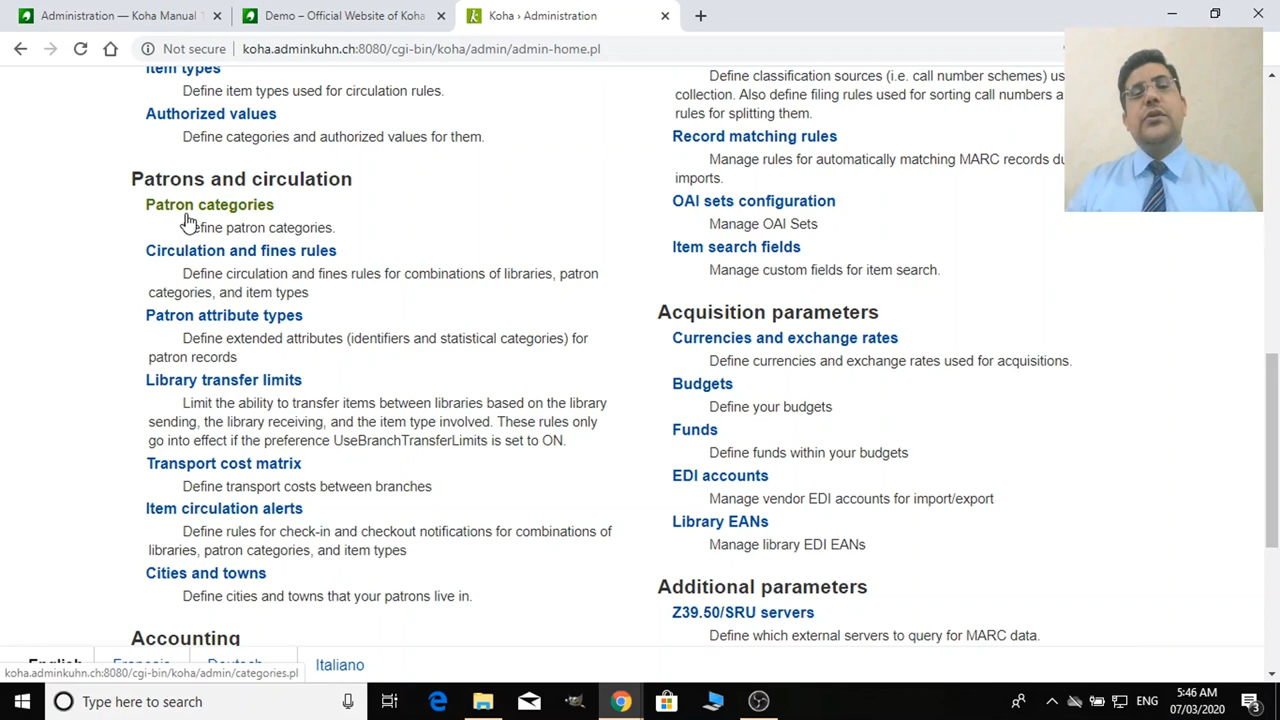 Administration — Koha Manual
Demo – Official Website of Koha
Koha › Administration
Not secure
koha.adminkuhn.ch:8080/cgi-bin/koha/admin/admin-home.pl
Item types
Define item types used for circulation rules.
Authorized values
Define categories and authorized values for them.
Patrons and circulation
Patron categories
efine patron categories.
Circulation and fines rules
Define circulation and fines rules for combinations of libraries, patron
categories, and item types
Patron attribute types
Define extended attributes (identifiers and statistical categories) for
patron records
Library transfer limits
Limit the ability to transfer items between libraries based on the library
sending, the library receiving, and the item type involved. These rules only
go into effect if the preference UseBranchTransferLimits is set to ON.
Transport cost matrix
Define transport costs between branches
Item circulation alerts
Define rules for check-in and checkout notifications for combinations of
libraries, patron categories, and item types
Cities and towns
Define cities and towns that your patrons live in.
Accounting
Define classification sources (i.e. call number schemes)
collection. Also define filing rules used for sorting call numbers
rules for splitting them.
Record matching rules
Manage rules for automatically matching MARC records
imports.
OAI sets configuration
Manage OAI Sets
Item search fields
Manage custom fields for item search.
Acquisition parameters
Currencies and exchange rates
Define currencies and exchange rates used for acquisitions.
Budgets
Define your budgets
Funds
Define funds within your budgets
EDI accounts
Manage vendor EDI accounts for import/export
Library EANs
Manage library EDI EANs
Additional parameters
Z39.50/SRU servers
Define which external servers to query for MARC data.
English Français Deutsch Italiano
koha.adminkuhn.ch:8080/cgi-bin/koha/admin/categories.pl
Type here to search
ENG
5:46 AM
07/03/2020
3